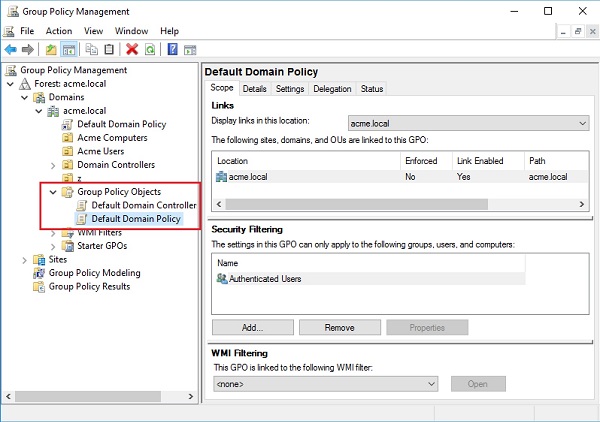 Group Policy Management
File Action View Window Help
Group Policy Management
Forest: acme.local
Domains
acme.local
Default Domain Policy
Acme Computers
Acme Users
Domain Controllers
z
Group Policy Objects
Default Domain Controller
Default Domain Policy
WMI Filters
Starter GPOs
Sites
Group Policy Modeling
Group Policy Results
Default Domain Policy
Scope Details Settings Delegation Status
Links
Display links in this location: acme.local
The following sites, domains, and OUs are linked to this GPO:
Location Enforced Link Enabled Path
acme.local No Yes acme.local
Security Filtering
The settings in this GPO can only apply to the following groups, users, and computers:
Name
Authenticated Users
Add... Remove Properties
WMI Filtering
This GPO is linked to the following WMI filter:
<none> Open